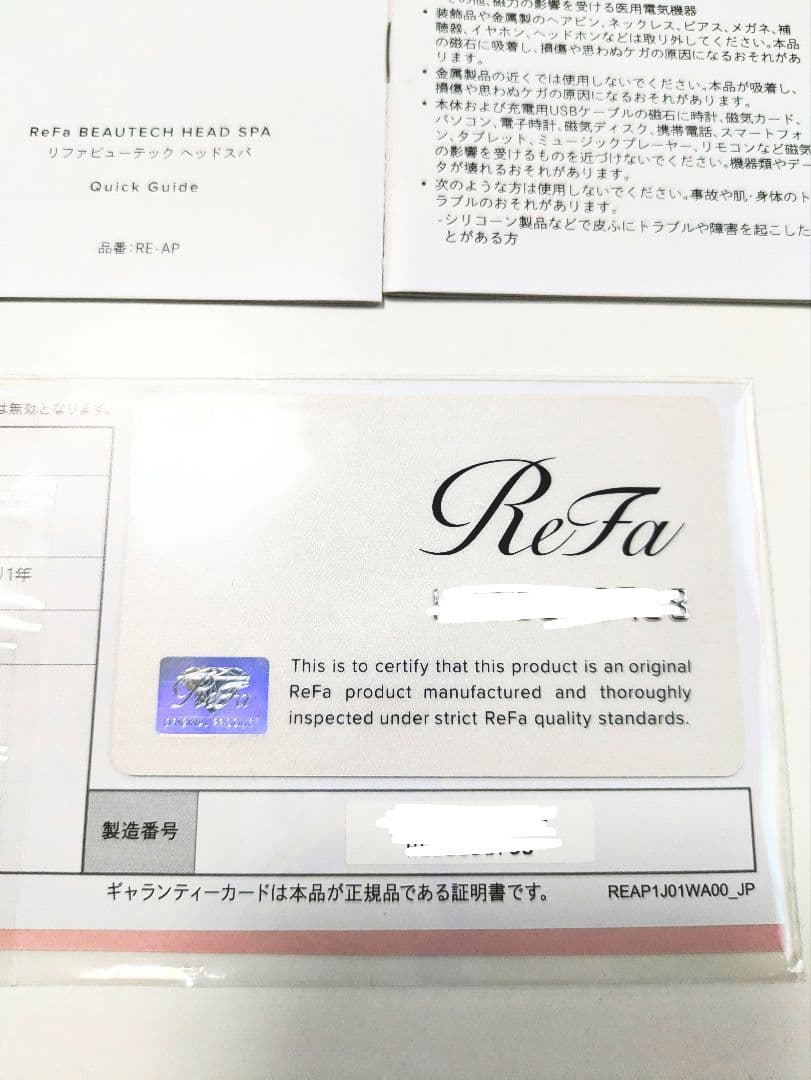 ReFa BEAUTECH HEAD SPA
リファビューテック ヘッドスパ
Quick Guide
品番:RE-AP
その他、磁力の影響を受ける医用電気機器
• 装飾品や金属製のヘアピン、ネックレス、ピアス、メガネ、補
聴器、イヤホン、ヘッドホンなどは取り外してください。本品
の磁石に吸着し、損傷や思わぬケガの原因になるおそれがあ
ります。
• 金属製品の近くでは使用しないでください。本品が吸着し、
損傷や思わぬケガの原因になるおそれがあります。
• 本体および充電用USBケーブルの磁石に時計、磁気カード、
パソコン、電子時計、磁気ディスク、携帯電話、スマートフォ
ン、タブレット、ミュージックプレーヤー、リモコンなど磁気
の影響を受けるものを近づけないでください。機器類やデー
タが壊れるおそれがあります。
• 次のような方は使用しないでください。事故や肌・身体のト
ラブルのおそれがあります。
-シリコーン製品などで皮ふにトラブルや障害を起こした
とがある方
は無効となります。
1年
ReFa
This is to certify that this product is an original
ReFa product manufactured and thoroughly
inspected under strict ReFa quality standards.
ReFa
ORIGINAL PRODUCT
製造番号
ギャランティーカードは本品が正規品である証明書です。
REAP1J01WA00_JP